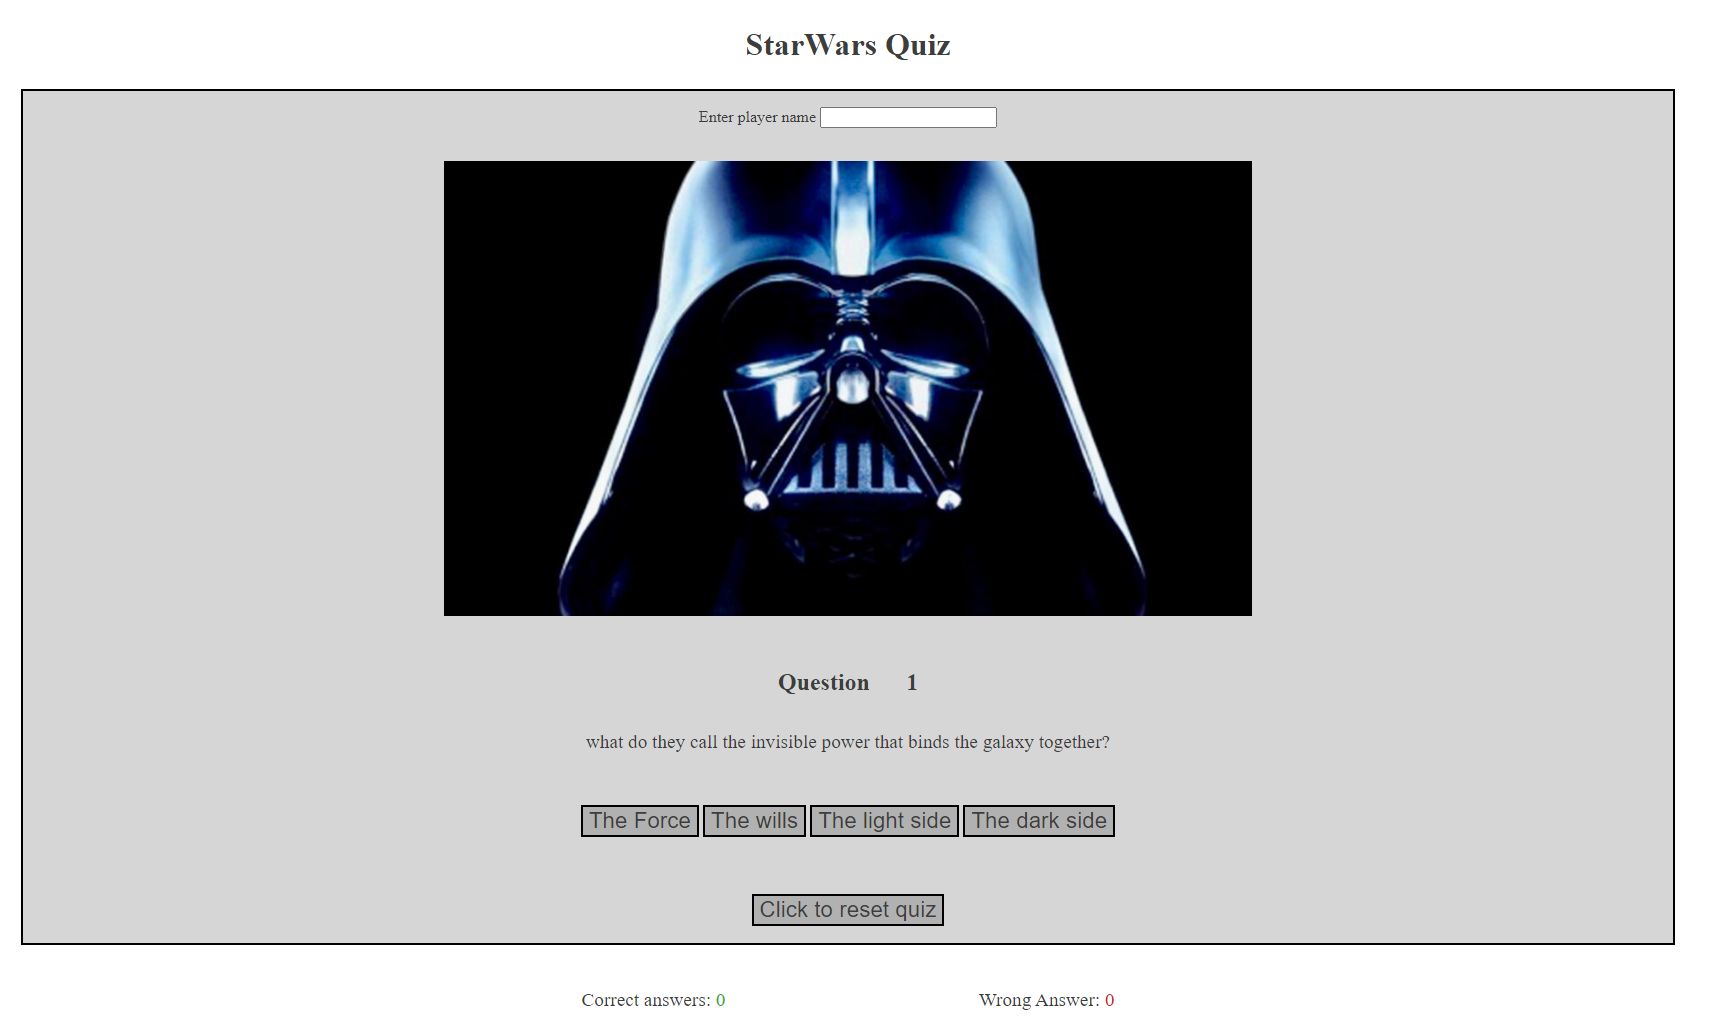 StarWars Quiz
Enter player name
Question 1
what do they call the invisible power that binds the galaxy together?
The Force The wills The light side The dark side
Click to reset quiz
Correct answers: 0 Wrong Answer: 0